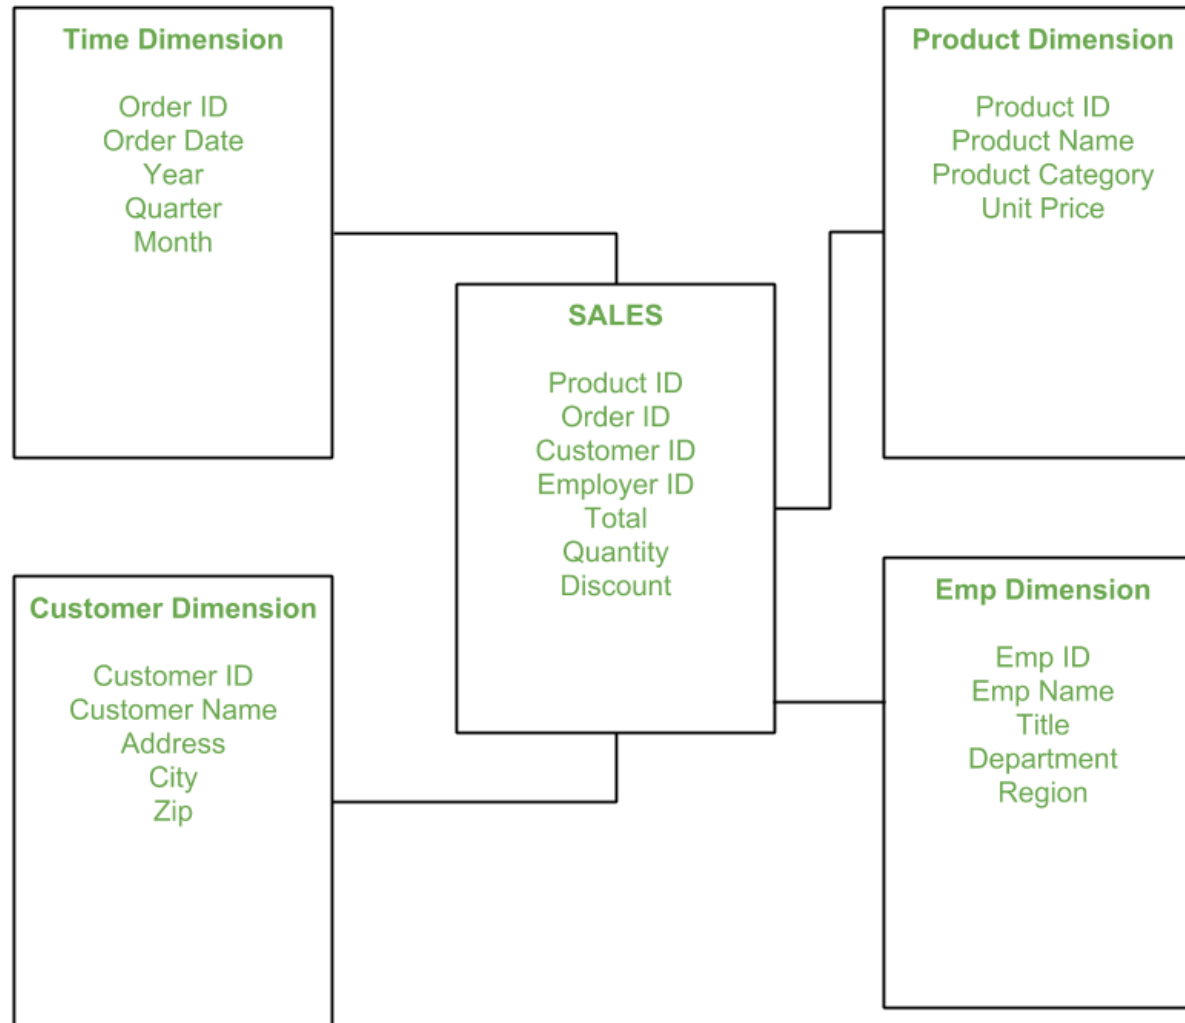 Time Dimension
Order ID
Order Date
Year
Quarter
Month
Product Dimension
Product ID
Product Name
Product Category
Unit Price
SALES
Product ID
Order ID
Customer ID
Employer ID
Total
Quantity
Discount
Customer Dimension
Customer ID
Customer Name
Address
City
Zip
Emp Dimension
Emp ID
Emp Name
Title
Department
Region